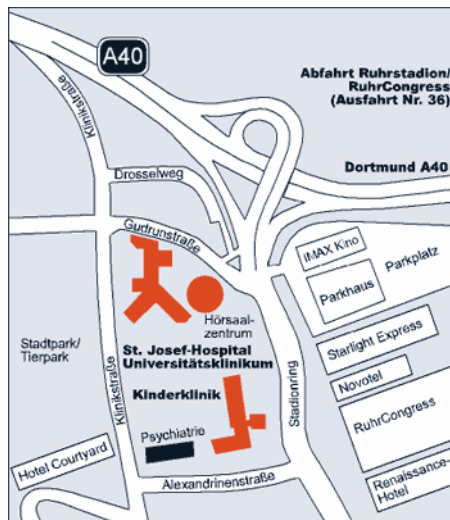 A40
Abfahrt Ruhrstadion/
RuhrCongress
(Ausfahrt Nr. 36)
Klinikstraße
Dortmund A40
Drosselweg
Gudrunstraße
IMAX Kino
Parkplatz
Parkhaus
Hörsaal-
zentrum
Starlight Express
Stadtpark/
Tierpark
St. Josef-Hospital
Universitätsklinikum
Novotel
Klinikstraße
Kinderklinik
Stadionring
RuhrCongress
Psychiatrie
Hotel Courtyard
Alexandrinenstraße
Renaissance-
Hotel